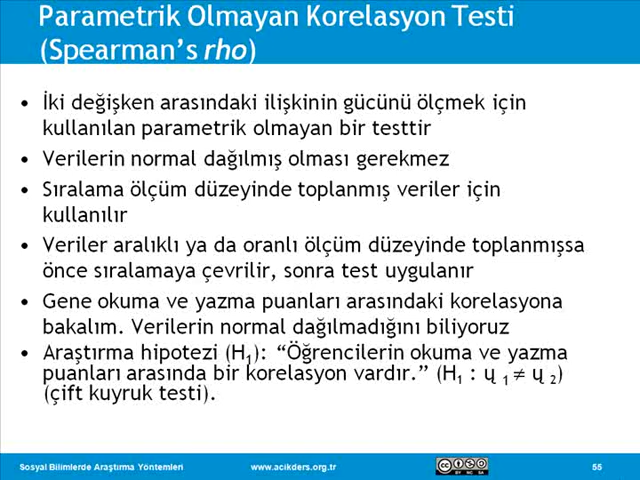 Parametrik Olmayan Korelasyon Testi
(Spearman’s rho)
• İki değişken arasındaki ilişkinin gücünü ölçmek için
kullanılan parametrik olmayan bir testtir
• Verilerin normal dağılmış olması gerekmez
• Sıralama ölçüm düzeyinde toplanmış veriler için
kullanılır
• Veriler aralıklı ya da oranlı ölçüm düzeyinde toplanmışsa
önce sıralamaya çevrilir, sonra test uygulanır
• Gene okuma ve yazma puanları arasındaki korelasyona
bakalım. Verilerin normal dağılmadığını biliyoruz
• Araştırma hipotezi (H1): “Öğrencilerin okuma ve yazma
puanları arasında bir korelasyon vardır.” (H1 : ɥ 1 ≠ ɥ 2)
(çift kuyruk testi).
Sosyal Bilimlerde Araştırma Yöntemleri www.acikders.org.tr cc BY NC SA 55